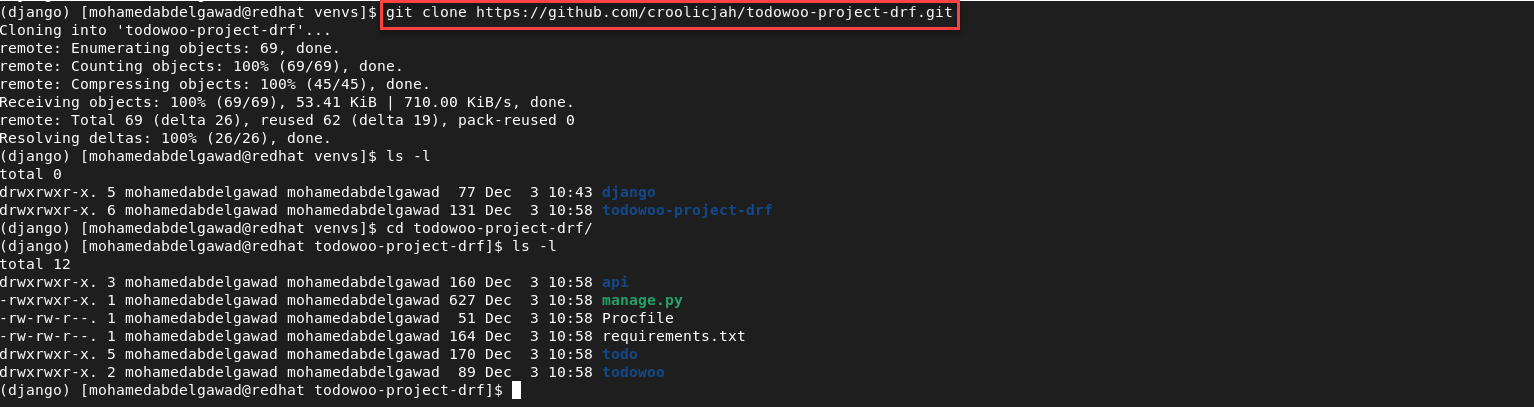 (django) [mohamedabdelgawad@redhat venvs]$ git clone https://github.com/croolicjah/todowoo-project-drf.git
Cloning into 'todowoo-project-drf'...
remote: Enumerating objects: 69, done.
remote: Counting objects: 100% (69/69), done.
remote: Compressing objects: 100% (45/45), done.
Receiving objects: 100% (69/69), 53.41 KiB | 710.00 KiB/s, done.
remote: Total 69 (delta 26), reused 62 (delta 19), pack-reused 0
Resolving deltas: 100% (26/26), done.
(django) [mohamedabdelgawad@redhat venvs]$ ls -l
total 0
drwxrwxr-x. 5 mohamedabdelgawad mohamedabdelgawad  77 Dec  3 10:43 django
drwxrwxr-x. 6 mohamedabdelgawad mohamedabdelgawad 131 Dec  3 10:58 todowoo-project-drf
(django) [mohamedabdelgawad@redhat venvs]$ cd todowoo-project-drf/
(django) [mohamedabdelgawad@redhat todowoo-project-drf]$ ls -l
total 12
drwxrwxr-x. 3 mohamedabdelgawad mohamedabdelgawad 160 Dec  3 10:58 api
-rwxrwxr-x. 1 mohamedabdelgawad mohamedabdelgawad 627 Dec  3 10:58 manage.py
-rw-rw-r--. 1 mohamedabdelgawad mohamedabdelgawad  51 Dec  3 10:58 Procfile
-rw-rw-r--. 1 mohamedabdelgawad mohamedabdelgawad 164 Dec  3 10:58 requirements.txt
drwxrwxr-x. 5 mohamedabdelgawad mohamedabdelgawad 170 Dec  3 10:58 todo
drwxrwxr-x. 2 mohamedabdelgawad mohamedabdelgawad  89 Dec  3 10:58 todowoo
(django) [mohamedabdelgawad@redhat todowoo-project-drf]$